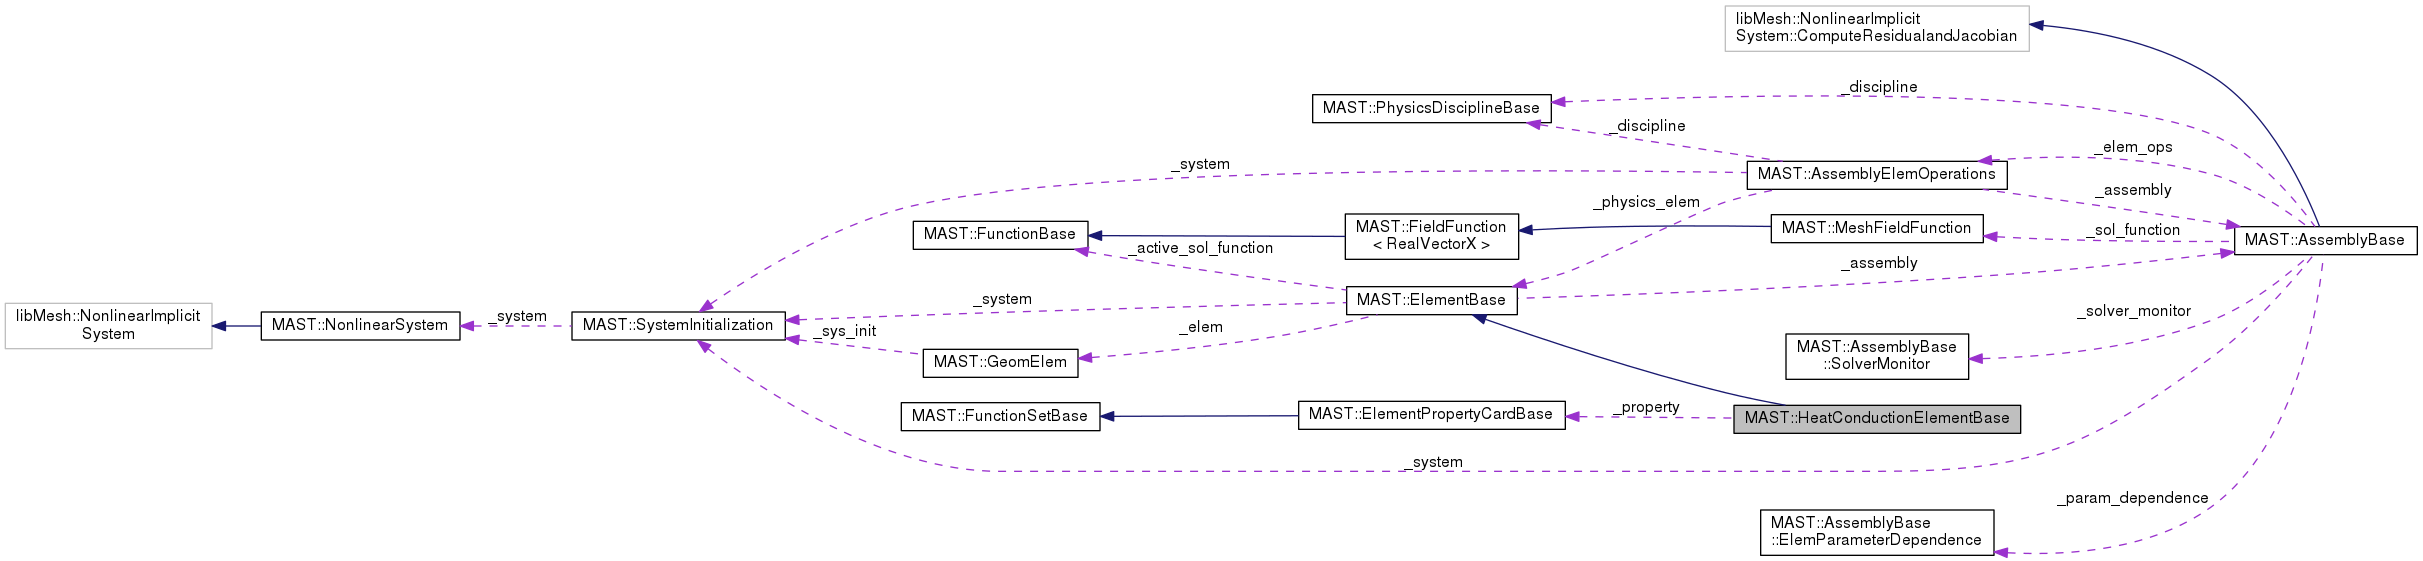 libMesh::NonlinearImplicit
System::ComputeResidualandJacobian
_discipline
MAST::PhysicsDisciplineBase
_discipline
_elem_ops
_system
MAST::AssemblyElemOperations
_assembly
_physics_elem
MAST::FunctionBase
MAST::FieldFunction
< RealVectorX >
MAST::MeshFieldFunction
_sol_function
MAST::AssemblyBase
_active_sol_function
_assembly
_system
MAST::ElementBase
libMesh::NonlinearImplicit
System
_system
MAST::NonlinearSystem
MAST::SystemInitialization
_sys_init
_elem
_solver_monitor
MAST::GeomElem
MAST::AssemblyBase
::SolverMonitor
MAST::FunctionSetBase
MAST::ElementPropertyCardBase
_property
MAST::HeatConductionElementBase
_system
_param_dependence
MAST::AssemblyBase
::ElemParameterDependence